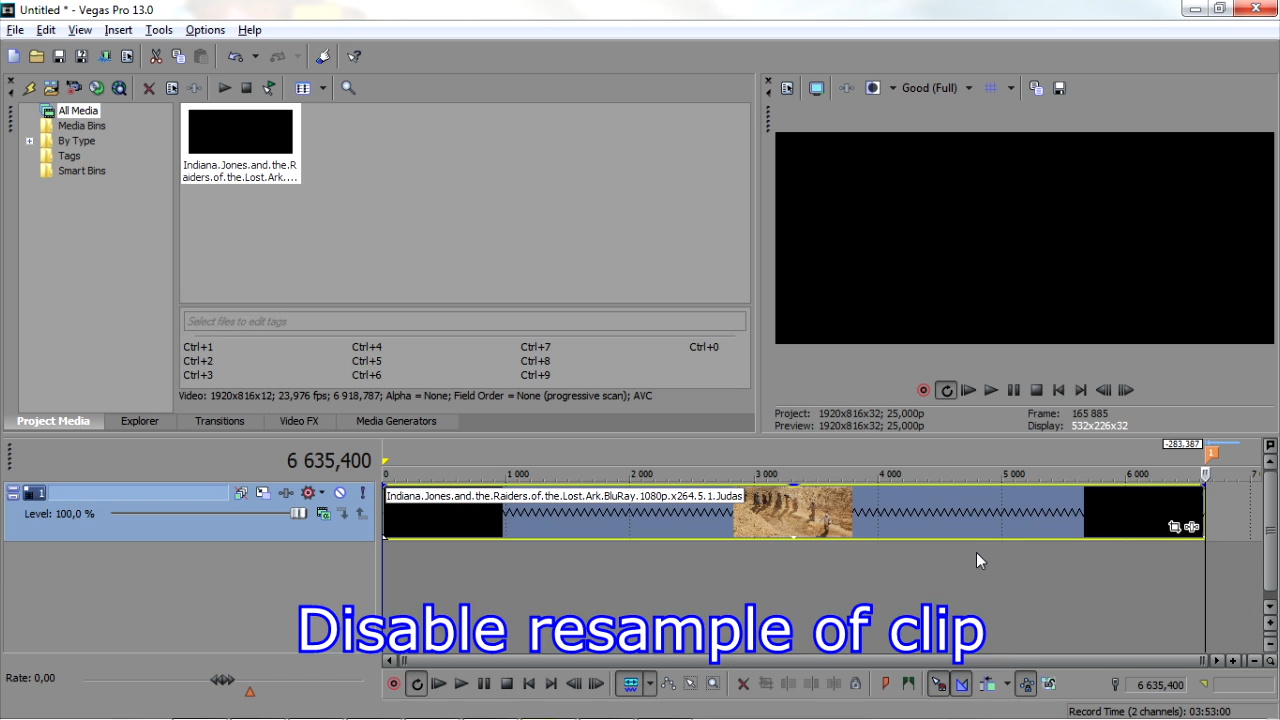 Untitled * - Vegas Pro 13.0
File Edit View Insert Tools Options Help
All Media
Media Bins
By Type
Tags
Smart Bins
Indiana.Jones.and.the.R
aiders.of.the.Lost.Ark....
Select files to edit tags
Ctrl+1 Ctrl+4 Ctrl+7 Ctrl+0
Ctrl+2 Ctrl+5 Ctrl+8
Ctrl+3 Ctrl+6 Ctrl+9
Video: 1920x816x12; 23,976 fps; 6 918,787; Alpha = None; Field Order = None (progressive scan); AVC
Project Media Explorer Transitions Video FX Media Generators
Good (Full)
Project: 1920x816x32; 25,000p Frame: 165 885
Preview: 1920x816x32; 25,000p Display: 532x226x32
6 635,400
-283,387
1
0 1 000 2 000 3 000 4 000 5 000 6 000 7
1
Level: 100,0 %
Indiana.Jones.and.the.Raiders.of.the.Lost.Ark.BluRay.1080p.x264.5.1.Judas
Disable resample of clip
Rate: 0,00
6 635,400
Record Time (2 channels): 03:53:00